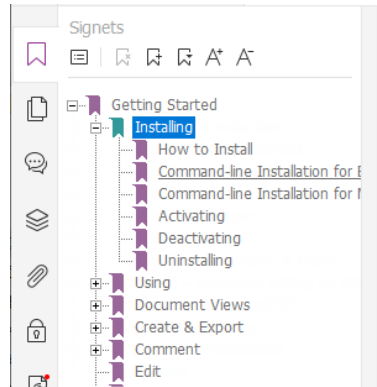 Signets
Getting Started
Installing
How to Install
Command-line Installation for
Command-line Installation for
Activating
Deactivating
Uninstalling
Using
Document Views
Create & Export
Comment
Edit